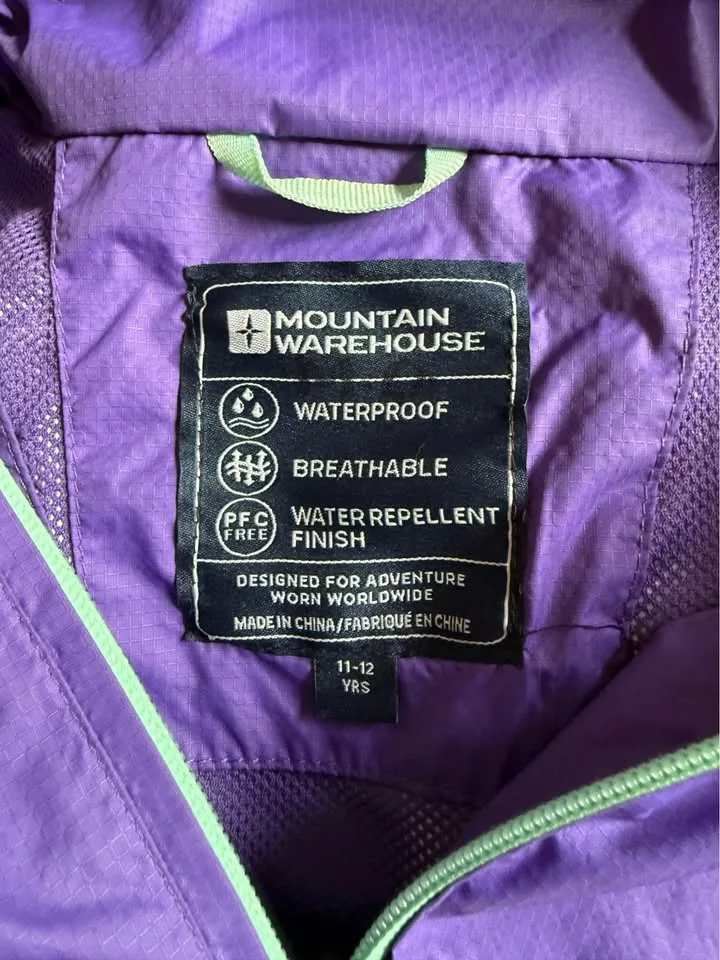 MOUNTAIN
WAREHOUSE
WATERPROOF
BREATHABLE
PFC
FREE
WATER REPELLENT
FINISH
DESIGNED FOR ADVENTURE
WORN WORLDWIDE
MADE IN CHINA/FABRIQUÉ EN CHINE
11-12
YRS